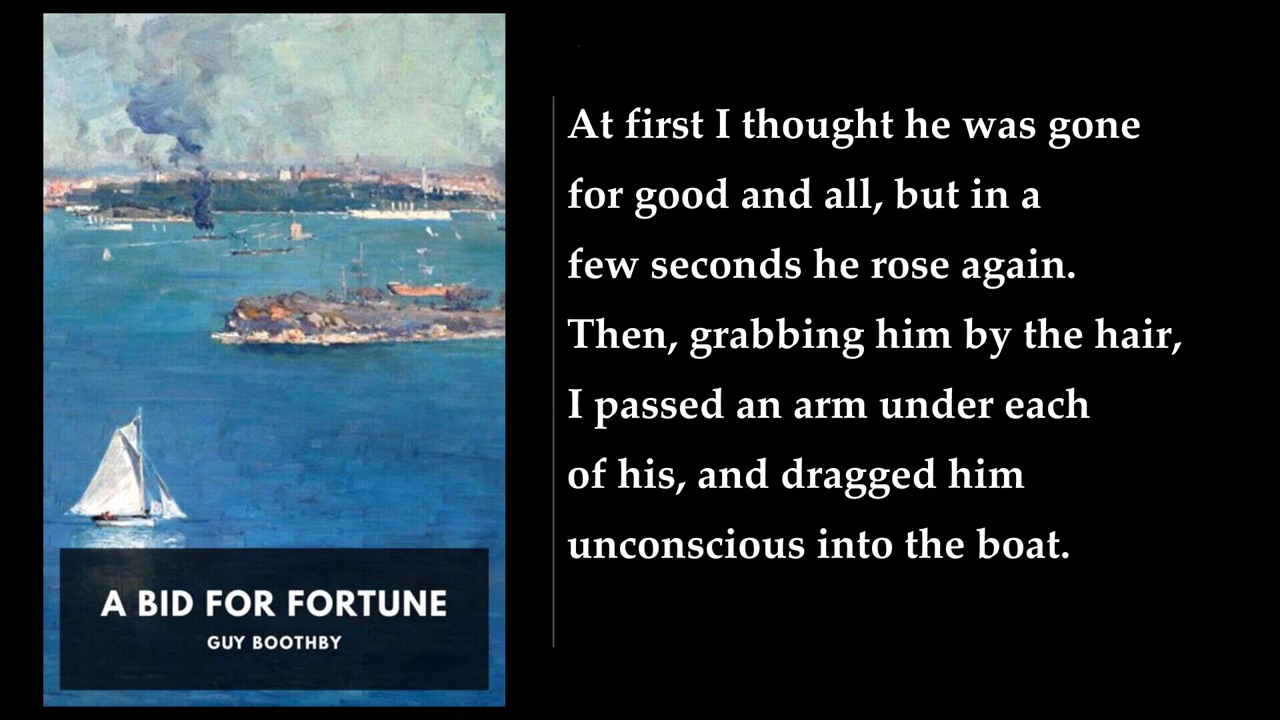 A BID FOR FORTUNE
GUY BOOTHBY
At first I thought he was gone
for good and all, but in a
few seconds he rose again.
Then, grabbing him by the hair,
I passed an arm under each
of his, and dragged him
unconscious into the boat.